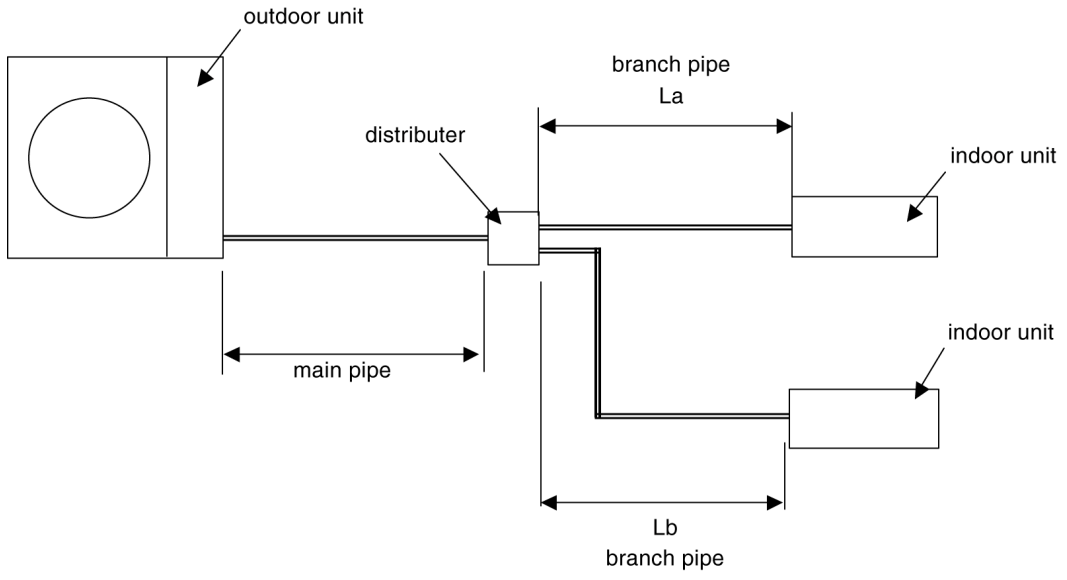 outdoor unit
branch pipe
La
distributer
indoor unit
main pipe
indoor unit
Lb
branch pipe